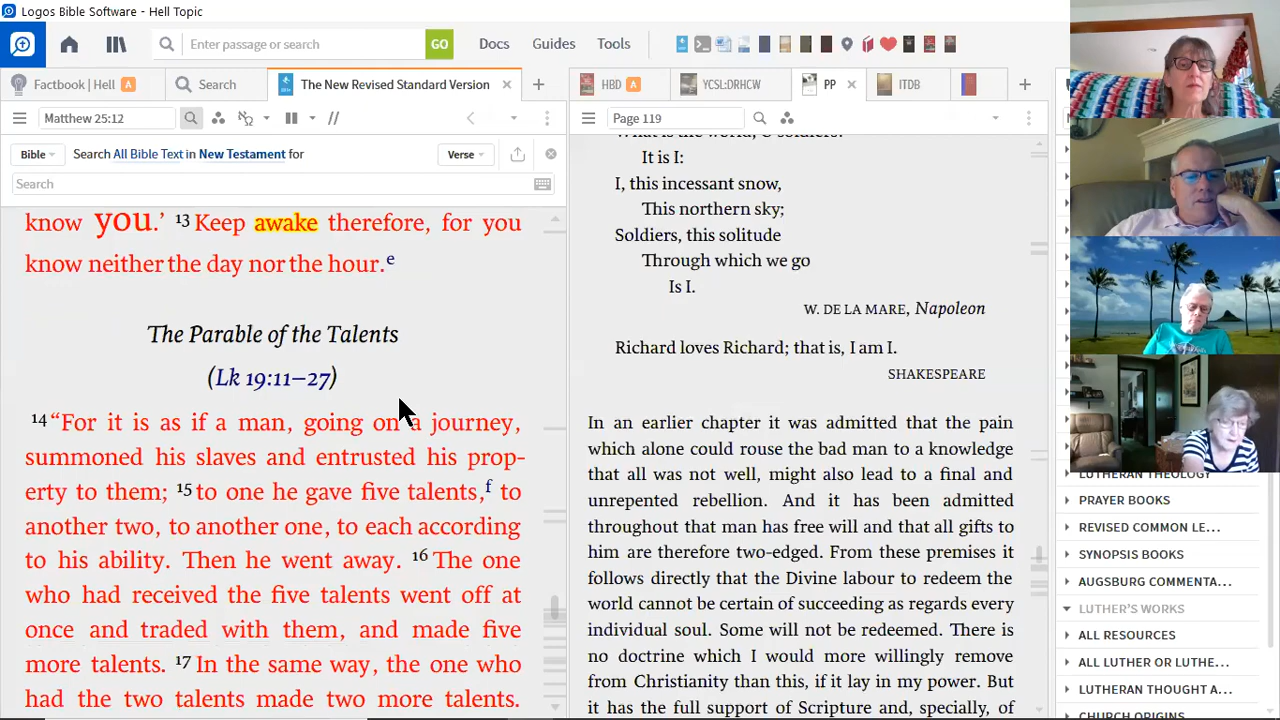 Logos Bible Software - Hell Topic
Enter passage or search
GO
Docs
Guides
Tools
Factbook | Hell A
Search
The New Revised Standard Version
Matthew 25:12
Bible
Search All Bible Text in New Testament for
Verse
Search
know you.’ 13 Keep awake therefore, for you
know neither the day nor the hour. e
The Parable of the Talents
(Lk 19:11–27)
14 “For it is as if a man, going on a journey,
summoned his slaves and entrusted his prop-
erty to them; 15 to one he gave five talents, f to
another two, to another one, to each according
to his ability. Then he went away. 16 The one
who had received the five talents went off at
once and traded with them, and made five
more talents. 17 In the same way, the one who
had the two talents made two more talents.
HBD A
YCSL:DRHCW
PP
ITDB
Page 119
What is the world, O soldiers?
It is I:
I, this incessant snow,
This northern sky;
Soldiers, this solitude
Through which we go
Is I.
W. DE LA MARE, Napoleon
Richard loves Richard; that is, I am I.
SHAKESPEARE
In an earlier chapter it was admitted that the pain
which alone could rouse the bad man to a knowledge
that all was not well, might also lead to a final and
unrepented rebellion. And it has been admitted
throughout that man has free will and that all gifts to
him are therefore two-edged. From these premises it
follows directly that the Divine labour to redeem the
world cannot be certain of succeeding as regards every
individual soul. Some will not be redeemed. There is
no doctrine which I would more willingly remove
from Christianity than this, if it lay in my power. But
it has the full support of Scripture and, specially, of
LUTHERAN THEOLOGY
PRAYER BOOKS
REVISED COMMON LE...
SYNOPSIS BOOKS
AUGSBURG COMMENTA...
LUTHER'S WORKS
ALL RESOURCES
ALL LUTHER OR LUTHE...
LUTHERAN THOUGHT A...
CHURCH ORIGINS